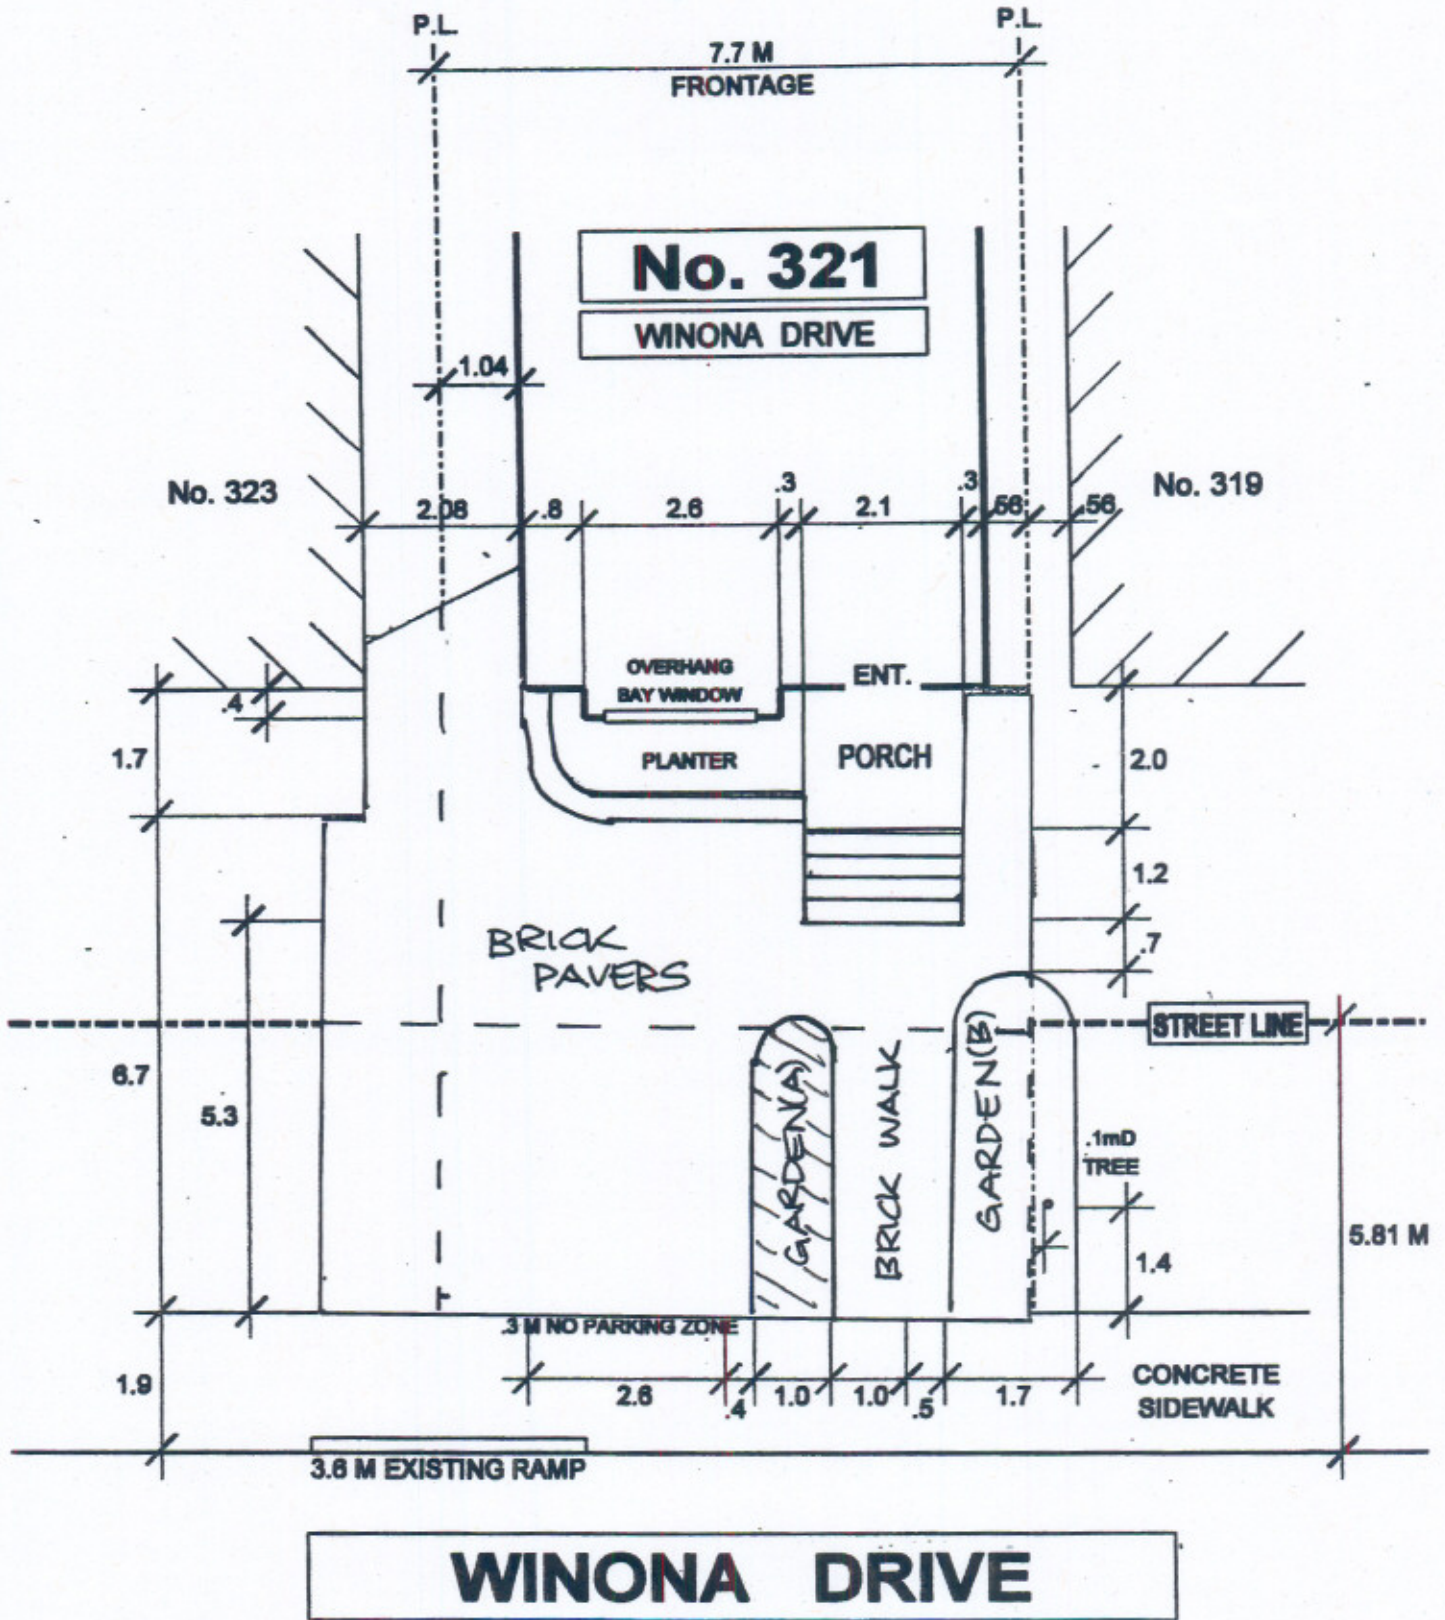 P.L.
P.L.
7.7 M
FRONTAGE
No. 321
WINONA DRIVE
1.04
No. 323
No. 319
2.08
.8
2.6
.3
2.1
.3
.56
.56
OVERHANG
BAY WINDOW
ENT.
.4
1.7
PLANTER
PORCH
2.0
1.2
.7
BRICK
PAVERS
STREET LINE
6.7
5.3
GARDEN(A)
BRICK WALK
GARDEN(B)
.1mD
TREE
5.81 M
1.4
.3 M NO PARKING ZONE
1.9
2.6
.4
1.0
1.0
.5
1.7
CONCRETE
SIDEWALK
3.6 M EXISTING RAMP
WINONA DRIVE